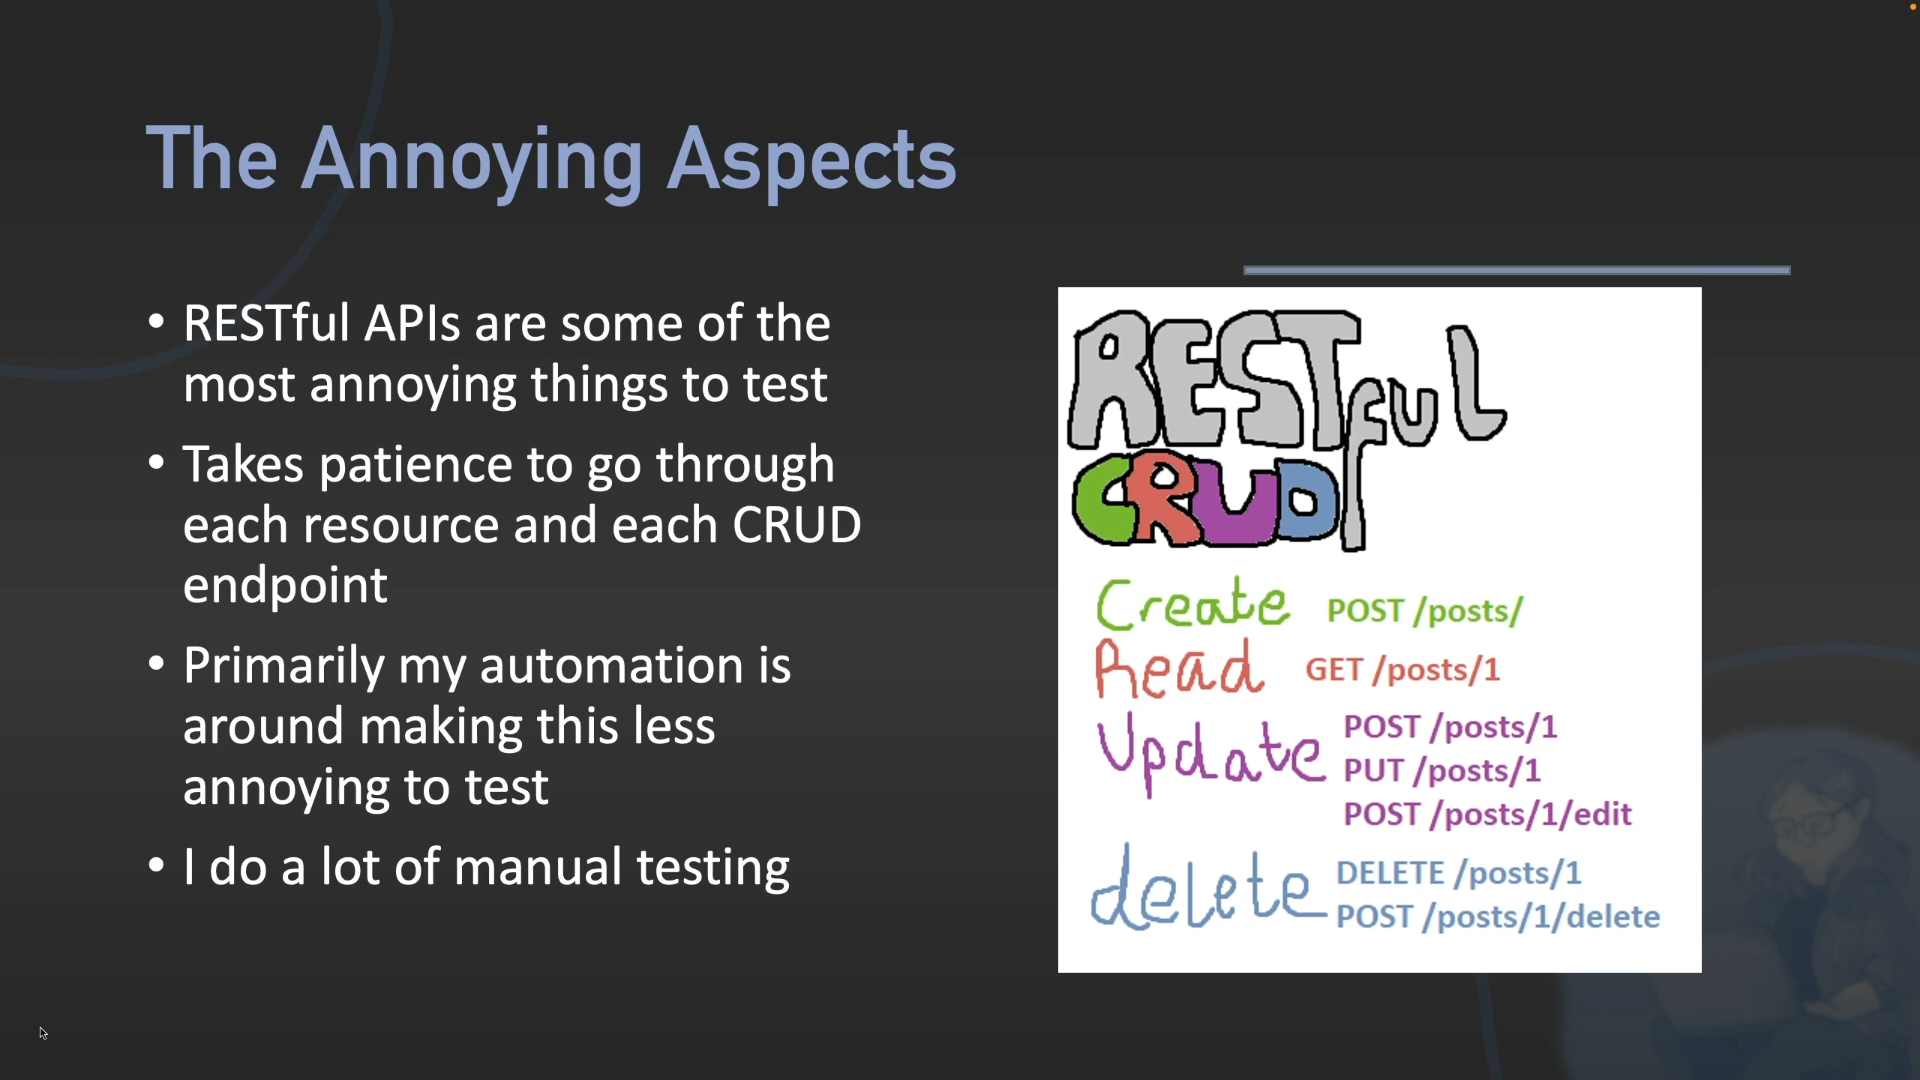 The Annoying Aspects
• RESTful APIs are some of the
most annoying things to test
• Takes patience to go through
each resource and each CRUD
endpoint
• Primarily my automation is
around making this less
annoying to test
• I do a lot of manual testing
RESTful
CRUD
Create POST /posts/
Read GET /posts/1
Update POST /posts/1
PUT /posts/1
POST /posts/1/edit
delete DELETE /posts/1
POST /posts/1/delete